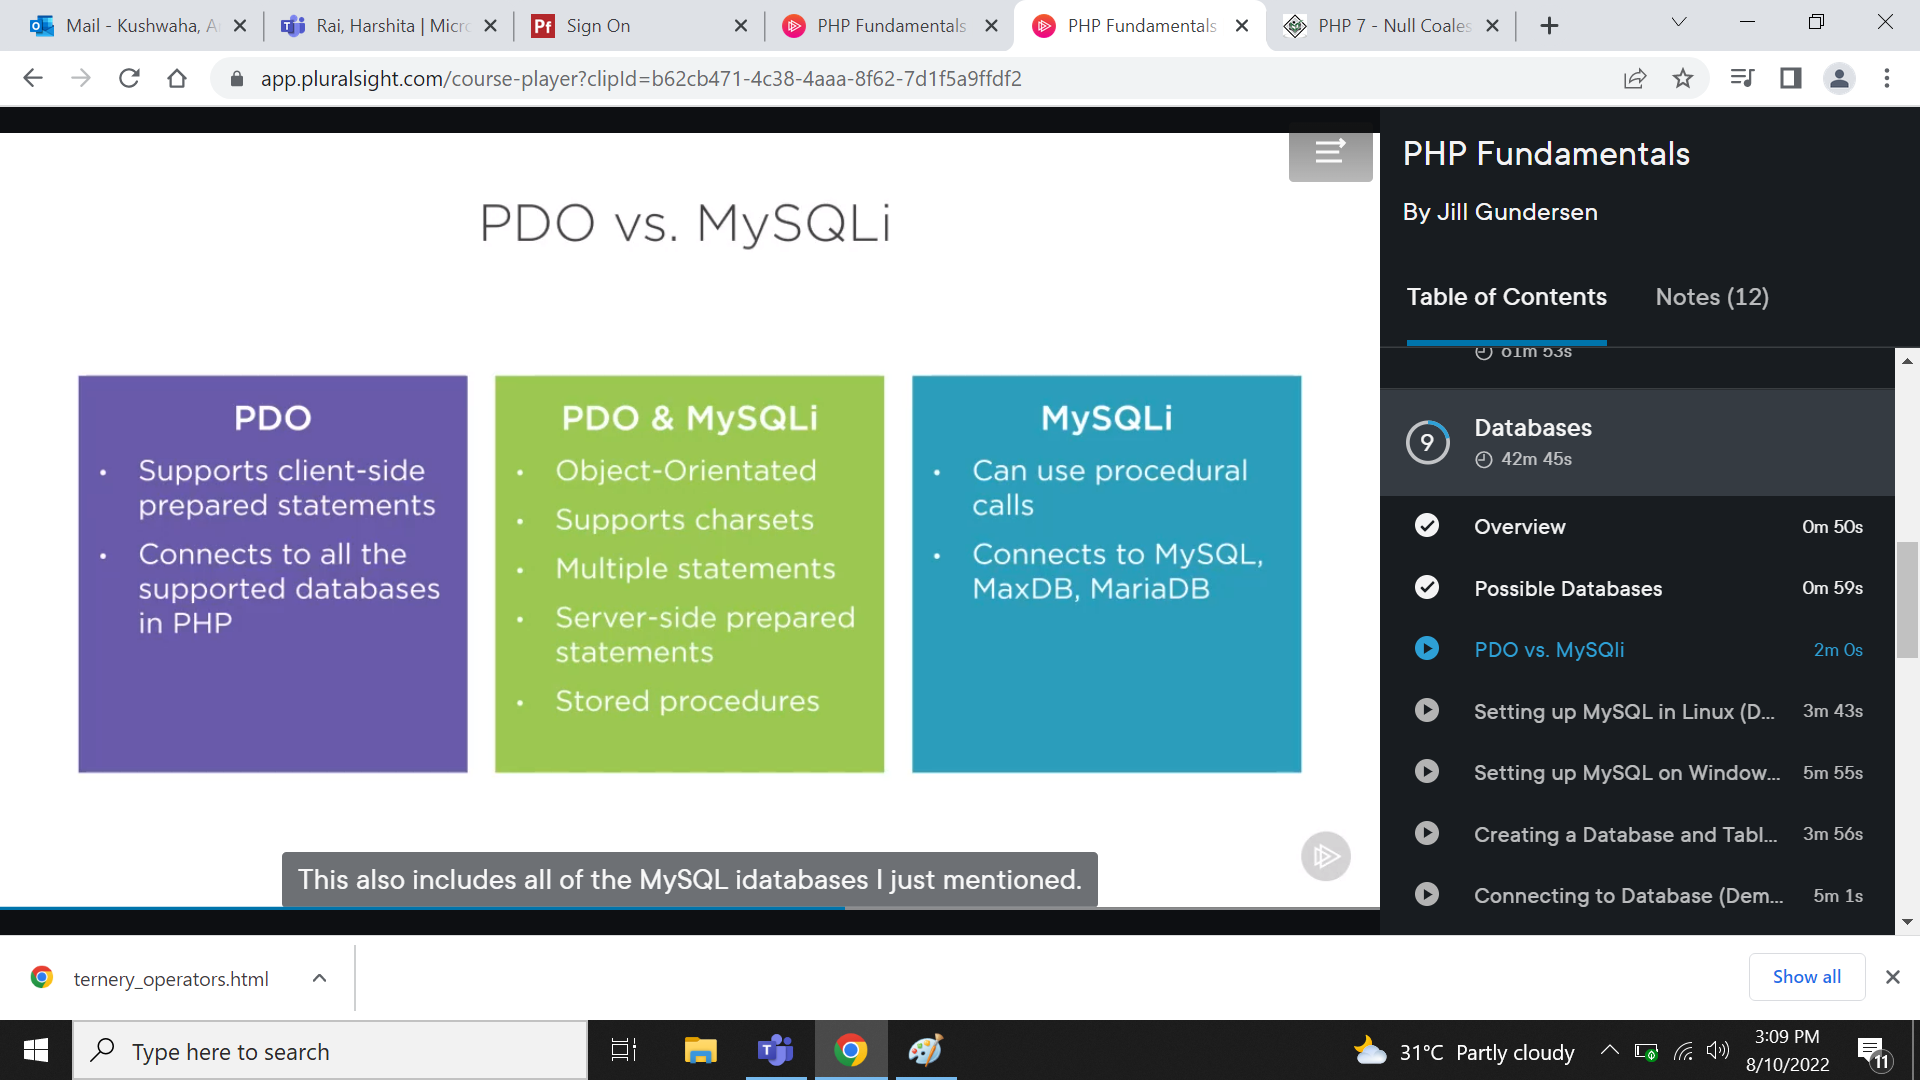 Mail - Kushwaha, A
Rai, Harshita | Micro
Sign On
PHP Fundamentals
PHP Fundamentals
PHP 7 - Null Coales
app.pluralsight.com/course-player?clipId=b62cb471-4c38-4aaa-8f62-7d1f5a9ffdf2
PDO vs. MySQLi
PDO
• Supports client-side
prepared statements
• Connects to all the
supported databases
in PHP
PDO & MySQLi
• Object-Orientated
• Supports charsets
• Multiple statements
• Server-side prepared
statements
• Stored procedures
MySQLi
• Can use procedural
calls
• Connects to MySQL,
MaxDB, MariaDB
This also includes all of the MySQL idatabases I just mentioned.
PHP Fundamentals
By Jill Gundersen
Table of Contents Notes (12)
61m 53s
9
Databases
42m 45s
Overview 0m 50s
Possible Databases 0m 59s
PDO vs. MySQli 2m 0s
Setting up MySQL in Linux (D... 3m 43s
Setting up MySQL on Window... 5m 55s
Creating a Database and Tabl... 3m 56s
Connecting to Database (Dem... 5m 1s
ternery_operators.html
Show all
Type here to search
31°C Partly cloudy
3:09 PM
8/10/2022
11